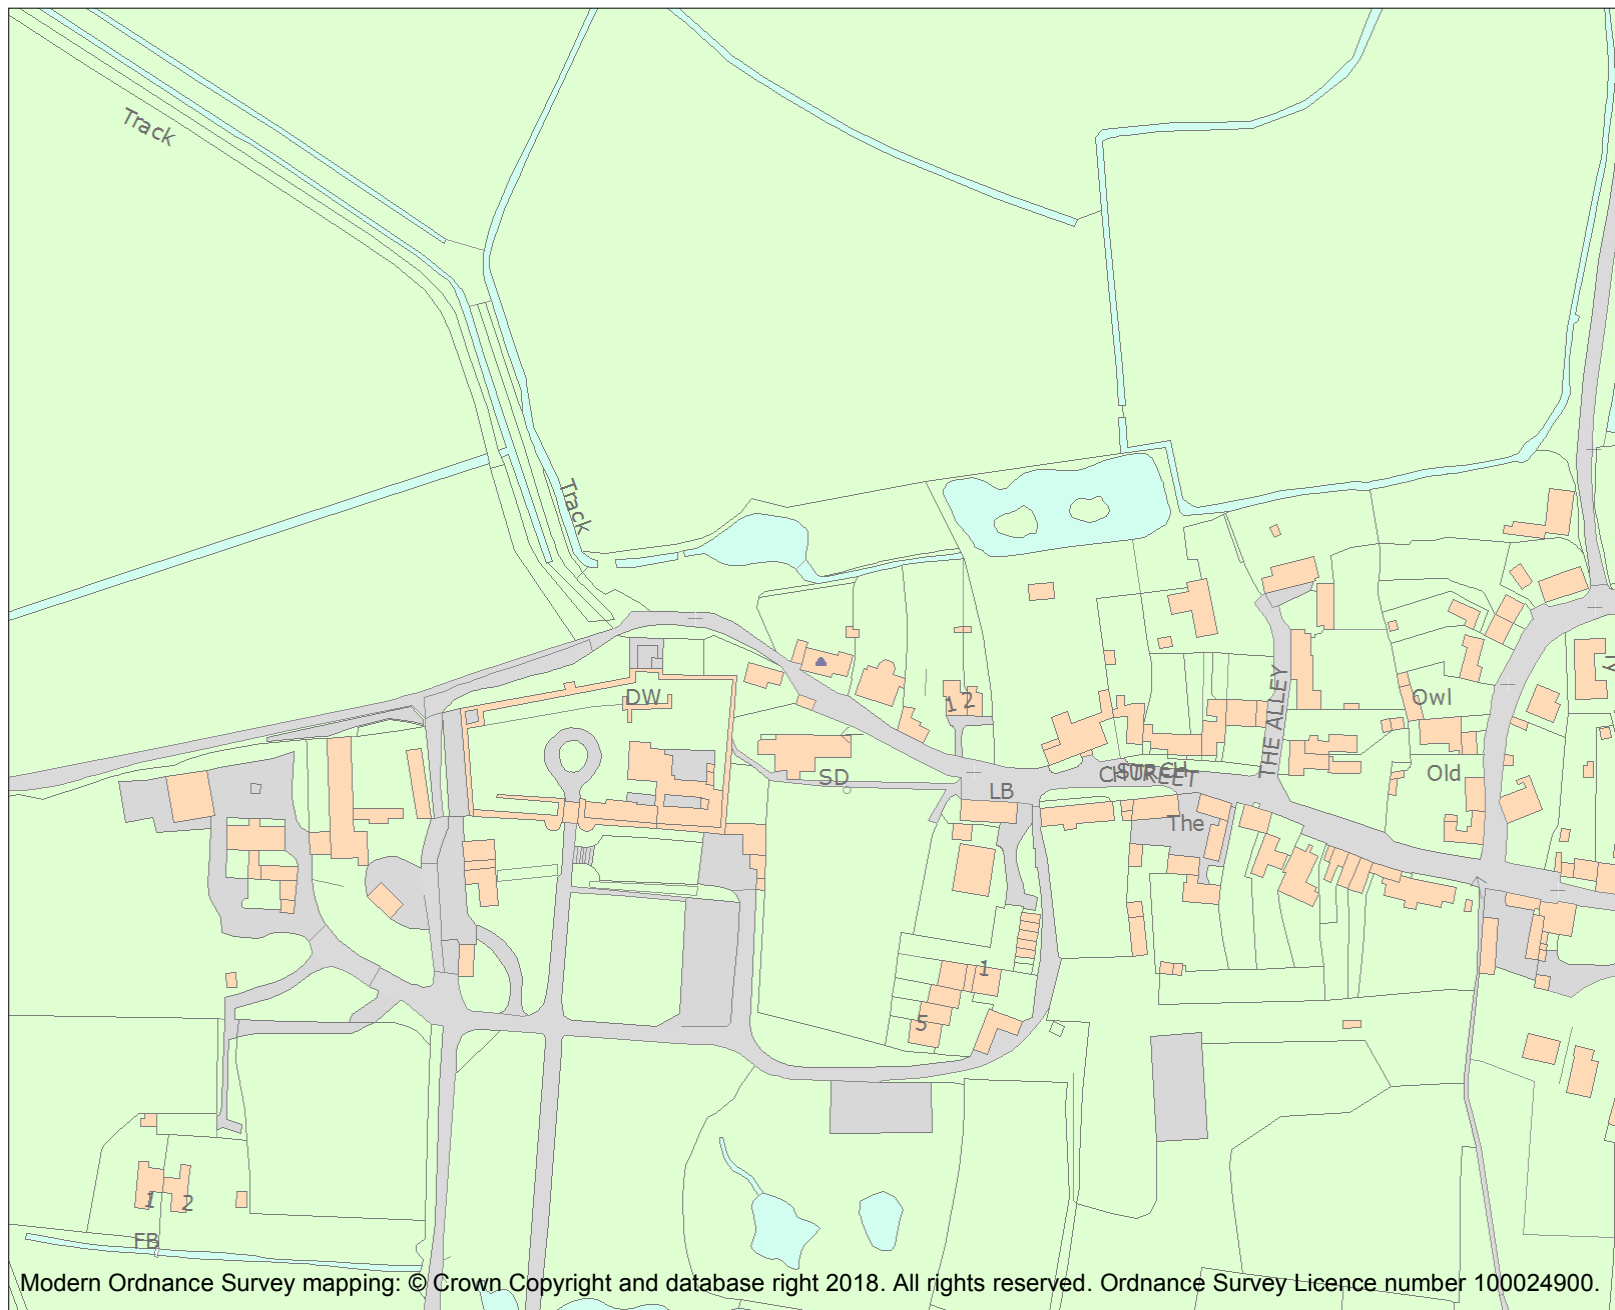 Track
Track
DW
1 2
THE ALLEY
Owl
SD
CHURCH
STREET
Old
LB
The
1
5
1
2
FB
Modern Ordnance Survey mapping: © Crown Copyright and database right 2018. All rights reserved. Ordnance Survey Licence number 100024900.